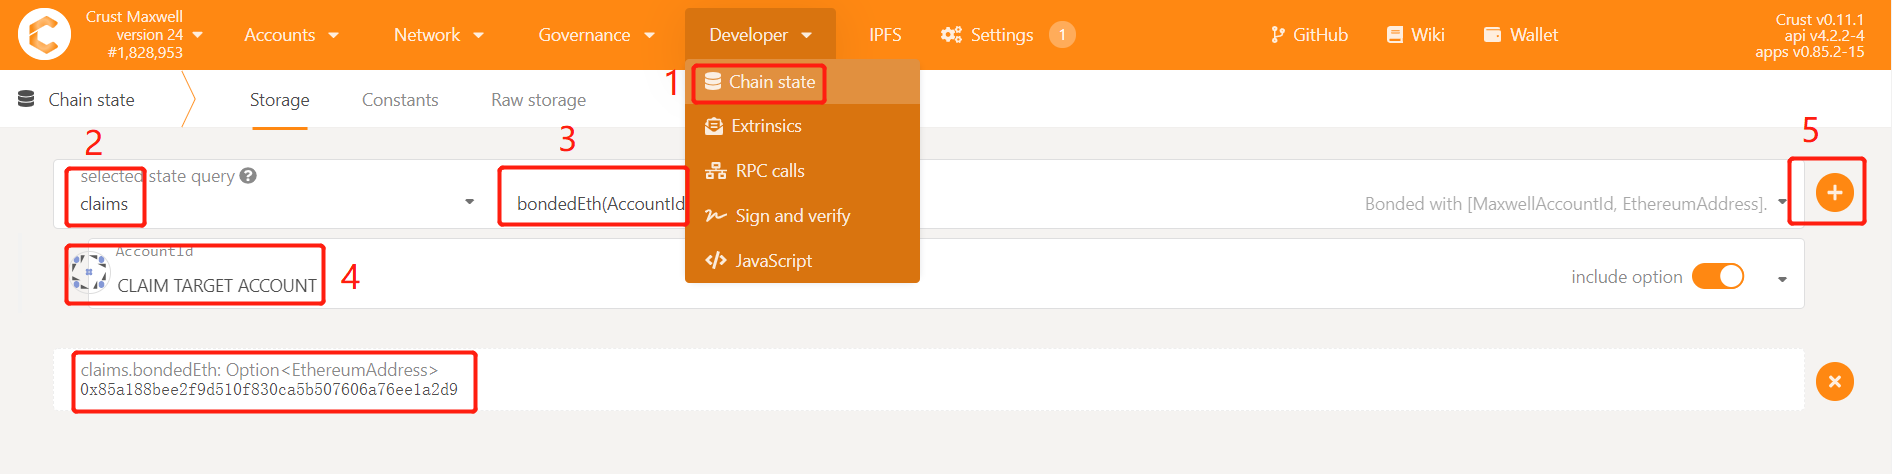 Crust Maxwell
version 24
#1,828,953
Accounts
Network
Governance
Developer
IPFS
Settings
1
GitHub
Wiki
Wallet
Crust v0.11.1
api v4.2.2-4
apps v0.85.2-15
Chain state
Storage
Constants
Raw storage
1
Chain state
Extrinsics
RPC calls
Sign and verify
JavaScript
2
selected state query
claims
3
bondedEth(AccountId
Bonded with [MaxwellAccountId, EthereumAddress].
5
AccountId
CLAIM TARGET ACCOUNT
4
include option
claims.bondedEth: Option<EthereumAddress>
0x85a188bee2f9d510f830ca5b507606a76ee1a2d9